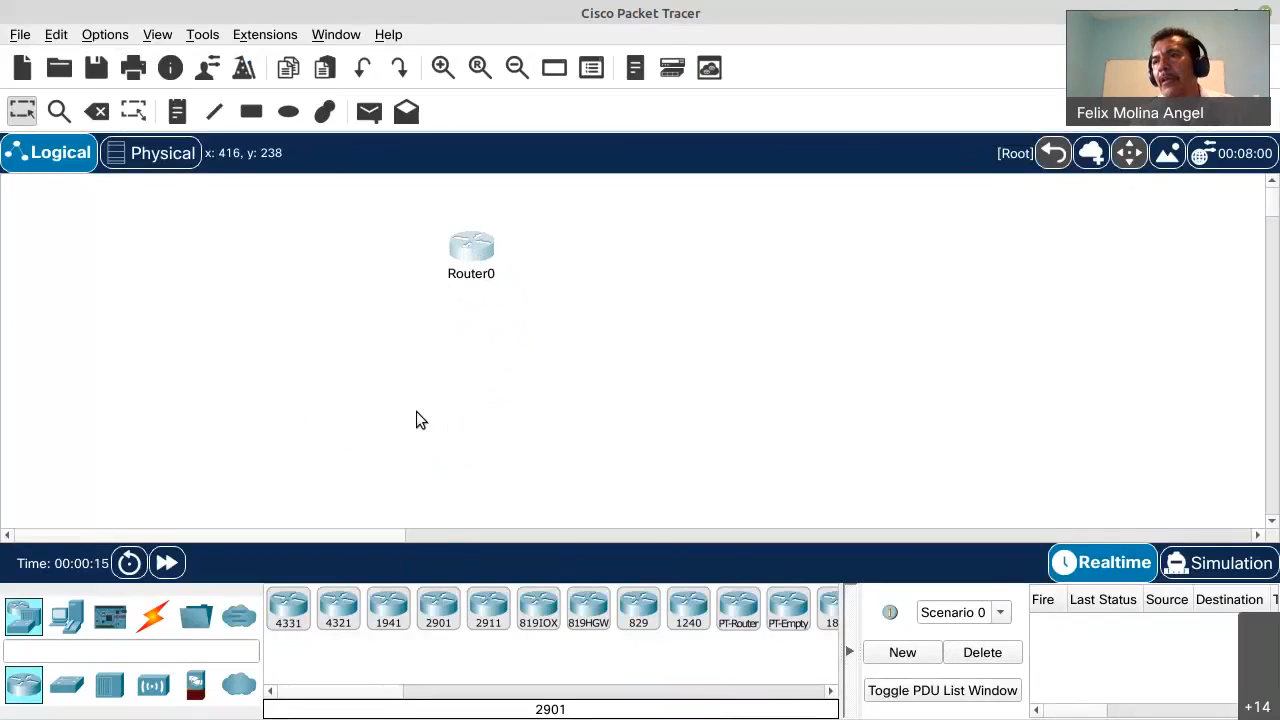 Cisco Packet Tracer
File Edit Options View Tools Extensions Window Help
Felix Molina Angel
Logical Physical x: 416, y: 238 [Root] 00:08:00
Router0
Time: 00:00:15 Realtime Simulation
4331 4321 1941 2901 2911 819IOX 819HGW 829 1240 PT-Router PT-Empty 18
Scenario 0
Fire Last Status Source Destination T
New Delete
Toggle PDU List Window
2901
+14